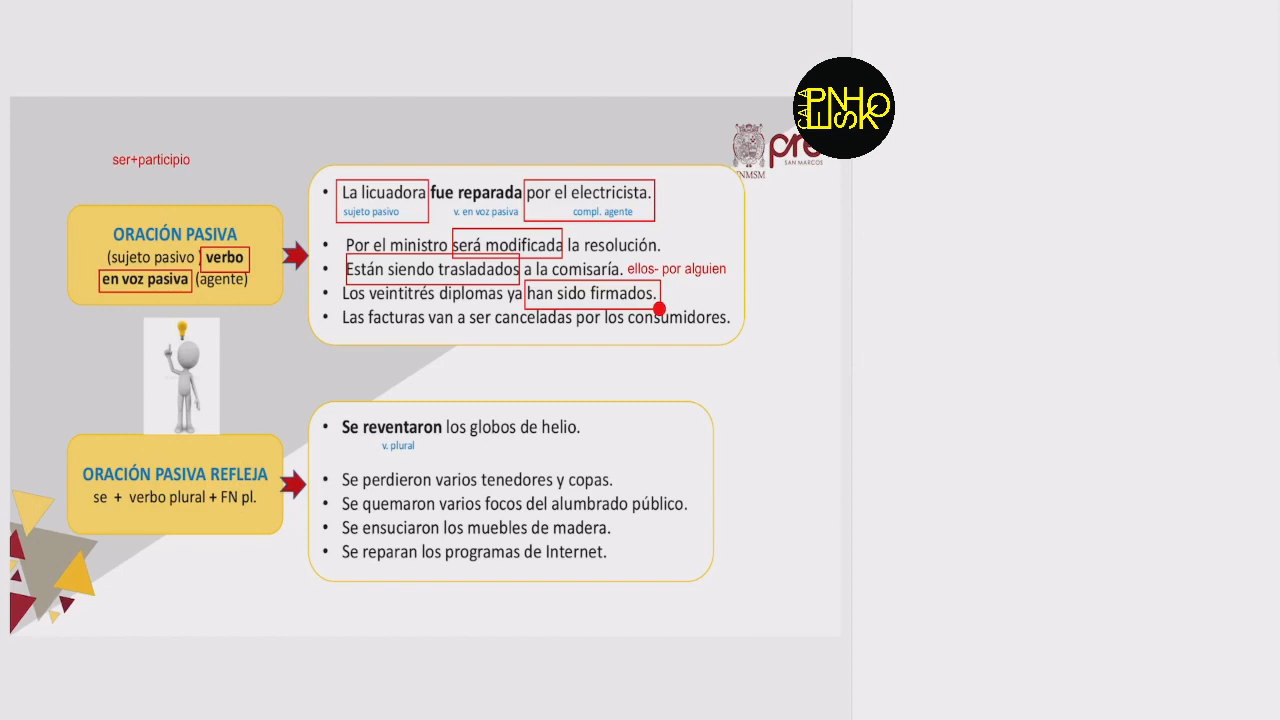 CALA
PENHO
ESK
pre
SAN MARCOS
UNMSM
ser+participio
ORACIÓN PASIVA
(sujeto pasivo) verbo
en voz pasiva (agente)
• La licuadora fue reparada por el electricista.
sujeto pasivo v. en voz pasiva compl. agente
• Por el ministro será modificada la resolución.
• Están siendo trasladados a la comisaría. ellos- por alguien
• Los veintitrés diplomas ya han sido firmados.
• Las facturas van a ser canceladas por los consumidores.
ORACIÓN PASIVA REFLEJA
se + verbo plural + FN pl.
• Se reventaron los globos de helio.
v. plural
• Se perdieron varios tenedores y copas.
• Se quemaron varios focos del alumbrado público.
• Se ensuciaron los muebles de madera.
• Se reparan los programas de Internet.